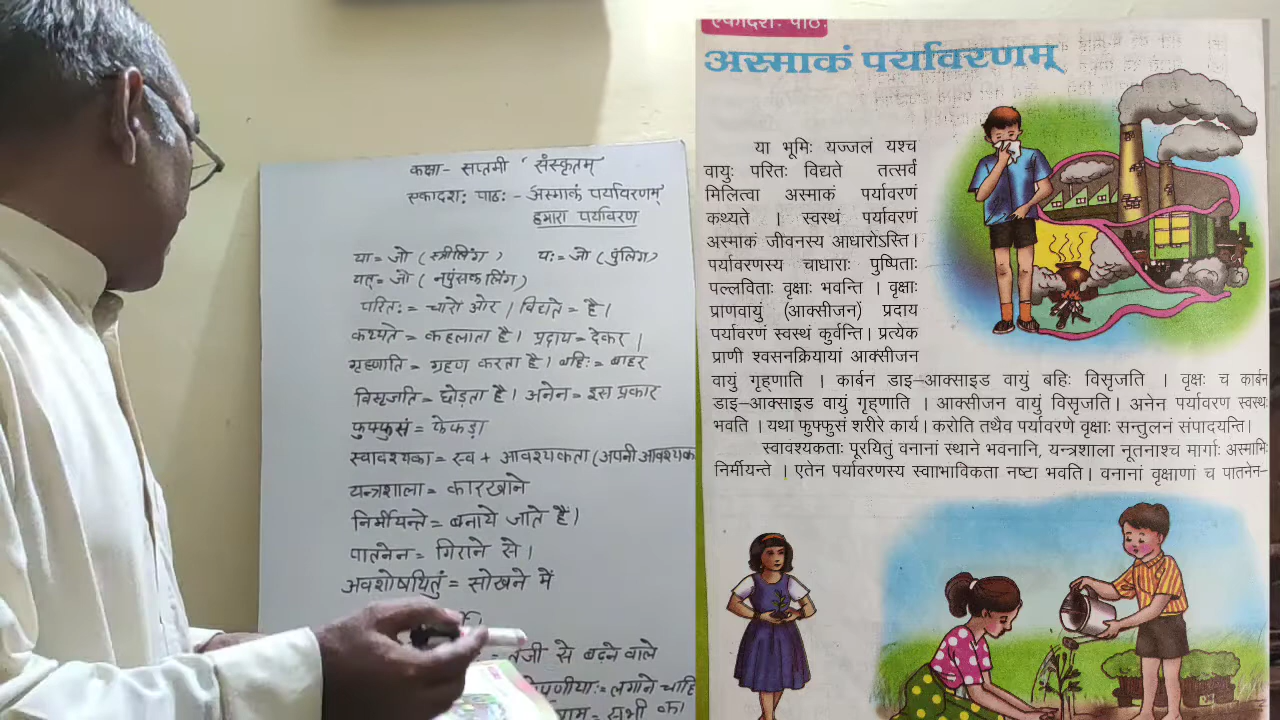 कक्षा - सप्तमी 'संस्कृतम्
एकादश: पाठ: - अस्माकं पर्यावरणम्
हमारा पर्यावरण
या = जो (स्त्रीलिंग) य: = जो (पुंलिंग)
यत् = जो (नपुंसक लिंग)
परित: = चारो ओर । विद्यते = है।
कथ्यते = कहलाता है। प्रदाय = देकर ।
गृह्णाति = ग्रहण करता है। बहि: = बाहर
विसृजति = छोड़ता है। अनेन = इस प्रकार
फुफ्फुसं = फेफड़ा
स्वावश्यका = स्व + आवश्यकता (अपनी आवश्यक
यन्त्रशाला = कारखाने
निर्मीयन्ते = बनाये जाते हैं।
पातनेन = गिराने से।
अवशोषयितुं = सोखने में
= तेजी से बढ़ने वाले
पणीया: = लगाने चाहि
= सभी का
एकादश: पाठ:
अस्माकं पर्यावरणम्
या भूमिः यज्जलं यश्च
वायुः परितः विद्यते तत्सर्वं
मिलित्वा अस्माकं पर्यावरणं
कथ्यते । स्वस्थं पर्यावरणं
अस्माकं जीवनस्य आधारोऽस्ति।
पर्यावरणस्य चाधाराः पुष्पिताः
पल्लविताः वृक्षाः भवन्ति । वृक्षाः
प्राणवायुं (आक्सीजन) प्रदाय
पर्यावरणं स्वस्थं कुर्वन्ति । प्रत्येक
प्राणी श्वसनक्रियायां आक्सीजन
वायुं गृह्णाति । कार्बन डाइ-आक्साइड वायुं बहिः विसृजति । वृक्षः च कार्बन
डाइ-आक्साइड वायुं गृह्णाति । आक्सीजन वायुं विसृजति। अनेन पर्यावरण स्वस्थः
भवति । यथा फुफ्फुसं शरीरे कार्य। करोति तथैव पर्यावरणे वृक्षाः सन्तुलनं संपादयन्ति।
स्वावंश्यकताः पूरयितुं वनानां स्थाने भवनानि, यन्त्रशाला नूतनाश्च मार्गाः अस्माभिः
निर्मीयन्ते । एतेन पर्यावरणस्य स्वााभाविकता नष्टा भवति। वनानां वृक्षाणां च पातनेन-